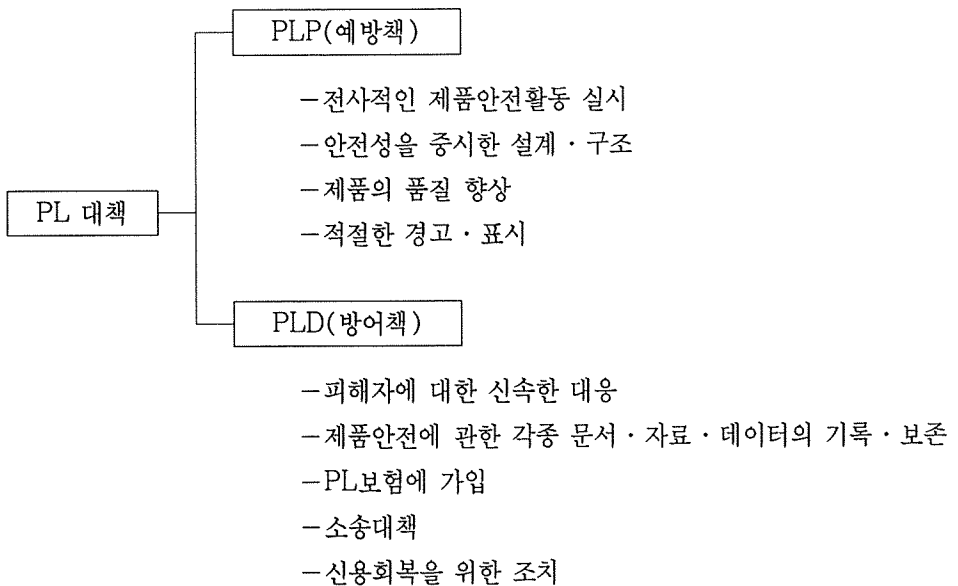 PLP(예방책)
-전사적인 제품안전활동 실시
-안전성을 중시한 설계·구조
-제품의 품질 향상
-적절한 경고·표시
PL 대책
PLD(방어책)
-피해자에 대한 신속한 대응
-제품안전에 관한 각종 문서·자료·데이터의 기록·보존
-PL보험에 가입
-소송대책
-신용회복을 위한 조치